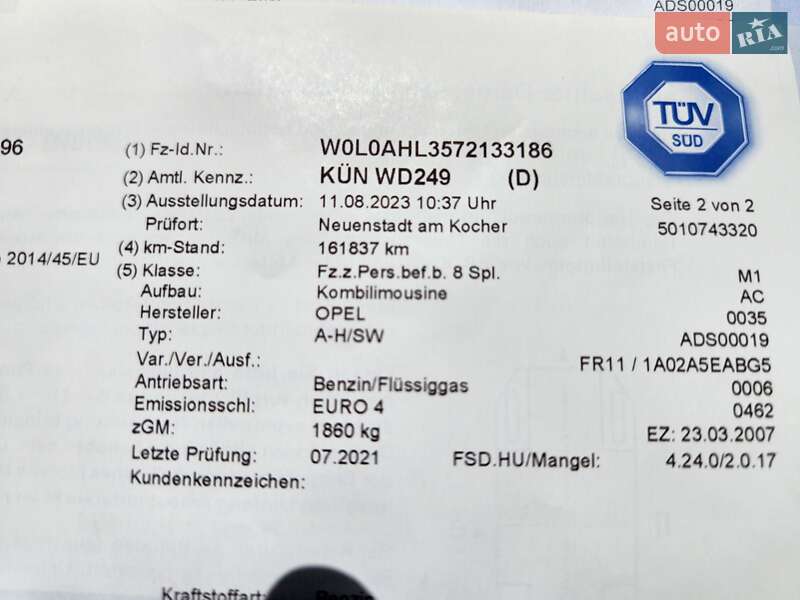 ADS00019
auto RIA.com
TÜV
SÜD
96
(1) Fz-Id.Nr.: W0L0AHL3572133186
(2) Amtl. Kennz.: KÜN WD249 (D)
(3) Ausstellungsdatum: 11.08.2023 10:37 Uhr
Seite 2 von 2
Prüfort: Neuenstadt am Kocher
5010743320
(4) km-Stand: 161837 km
2014/45/EU
(5) Klasse: Fz.z.Pers.bef.b. 8 Spl. M1
Aufbau: Kombilimousine AC
Hersteller: OPEL 0035
Typ: A-H/SW ADS00019
Var./Ver./Ausf.: FR11 / 1A02A5EABG5
Antriebsart: Benzin/Flüssiggas 0006
Emissionsschl: EURO 4 0462
zGM: 1860 kg EZ: 23.03.2007
Letzte Prüfung: 07.2021 FSD.HU/Mangel: 4.24.0/2.0.17
Kundenkennzeichen:
Kraftstoffart: Benzin